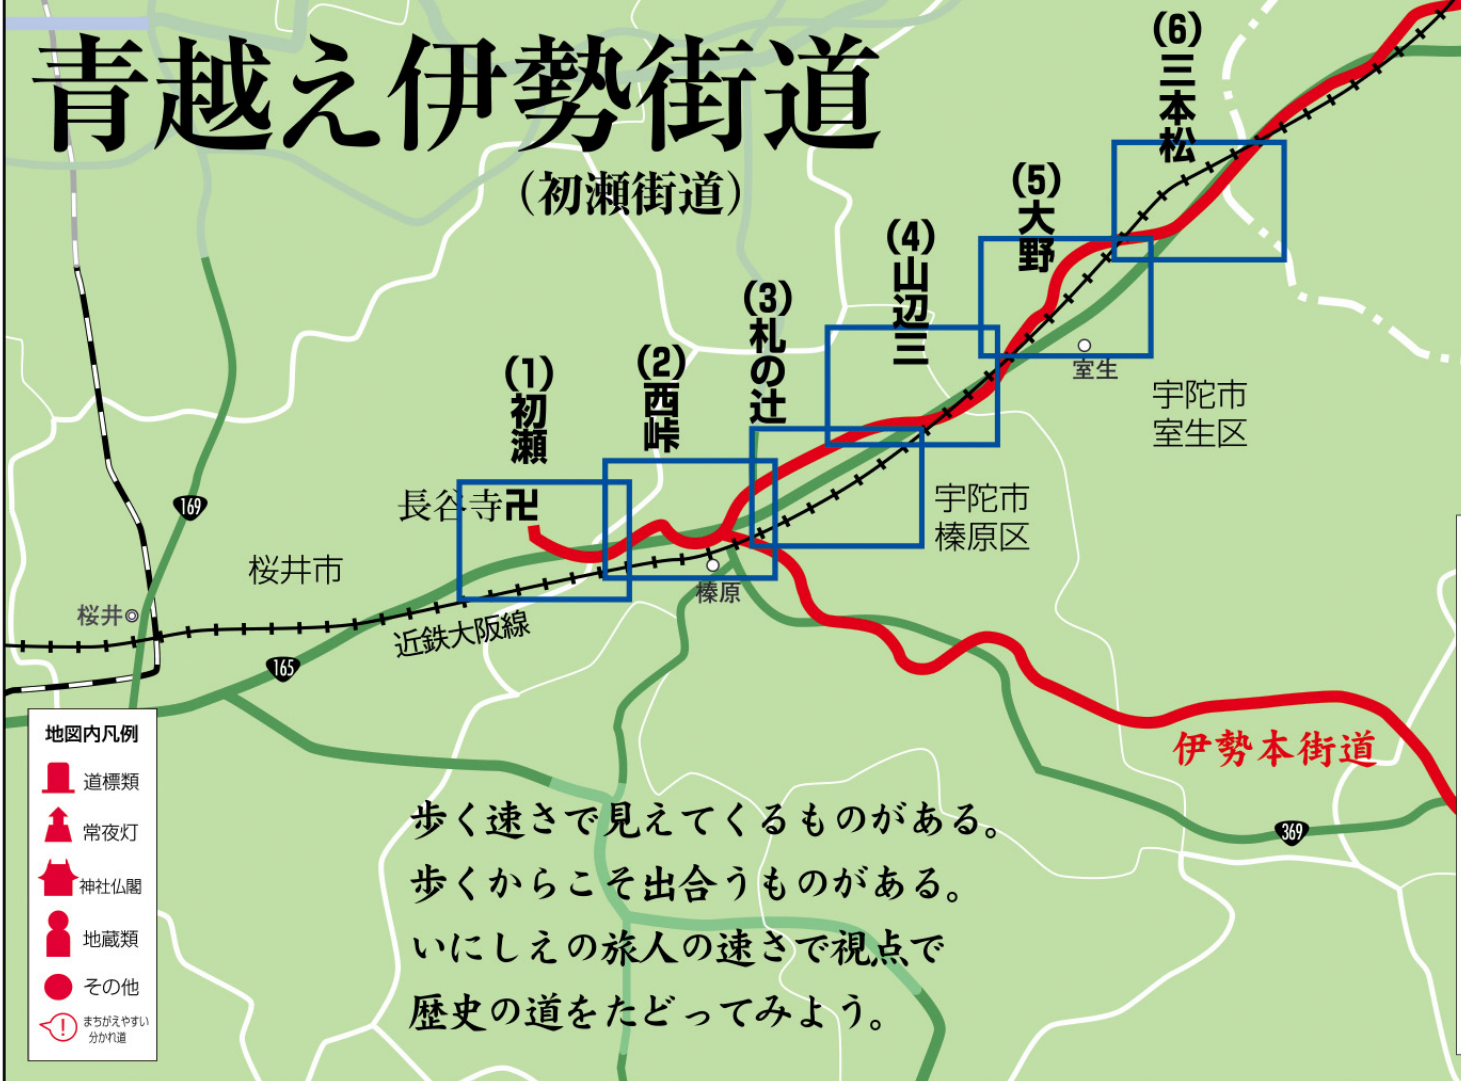 青越え伊勢街道
（初瀬街道）
(1)初瀬
(2)西峠
(3)札の辻
(4)山辺三
(5)大野
(6)三本松
長谷寺卍
桜井市
桜井
169
165
近鉄大阪線
榛原
宇陀市
榛原区
室生
宇陀市
室生区
伊勢本街道
369
歩く速さで見えてくるものがある。
歩くからこそ出合うものがある。
いにしえの旅人の速さで視点で
歴史の道をたどってみよう。
地図内凡例
道標類
常夜灯
神社仏閣
地蔵類
その他
!
まちがえやすい
分かれ道